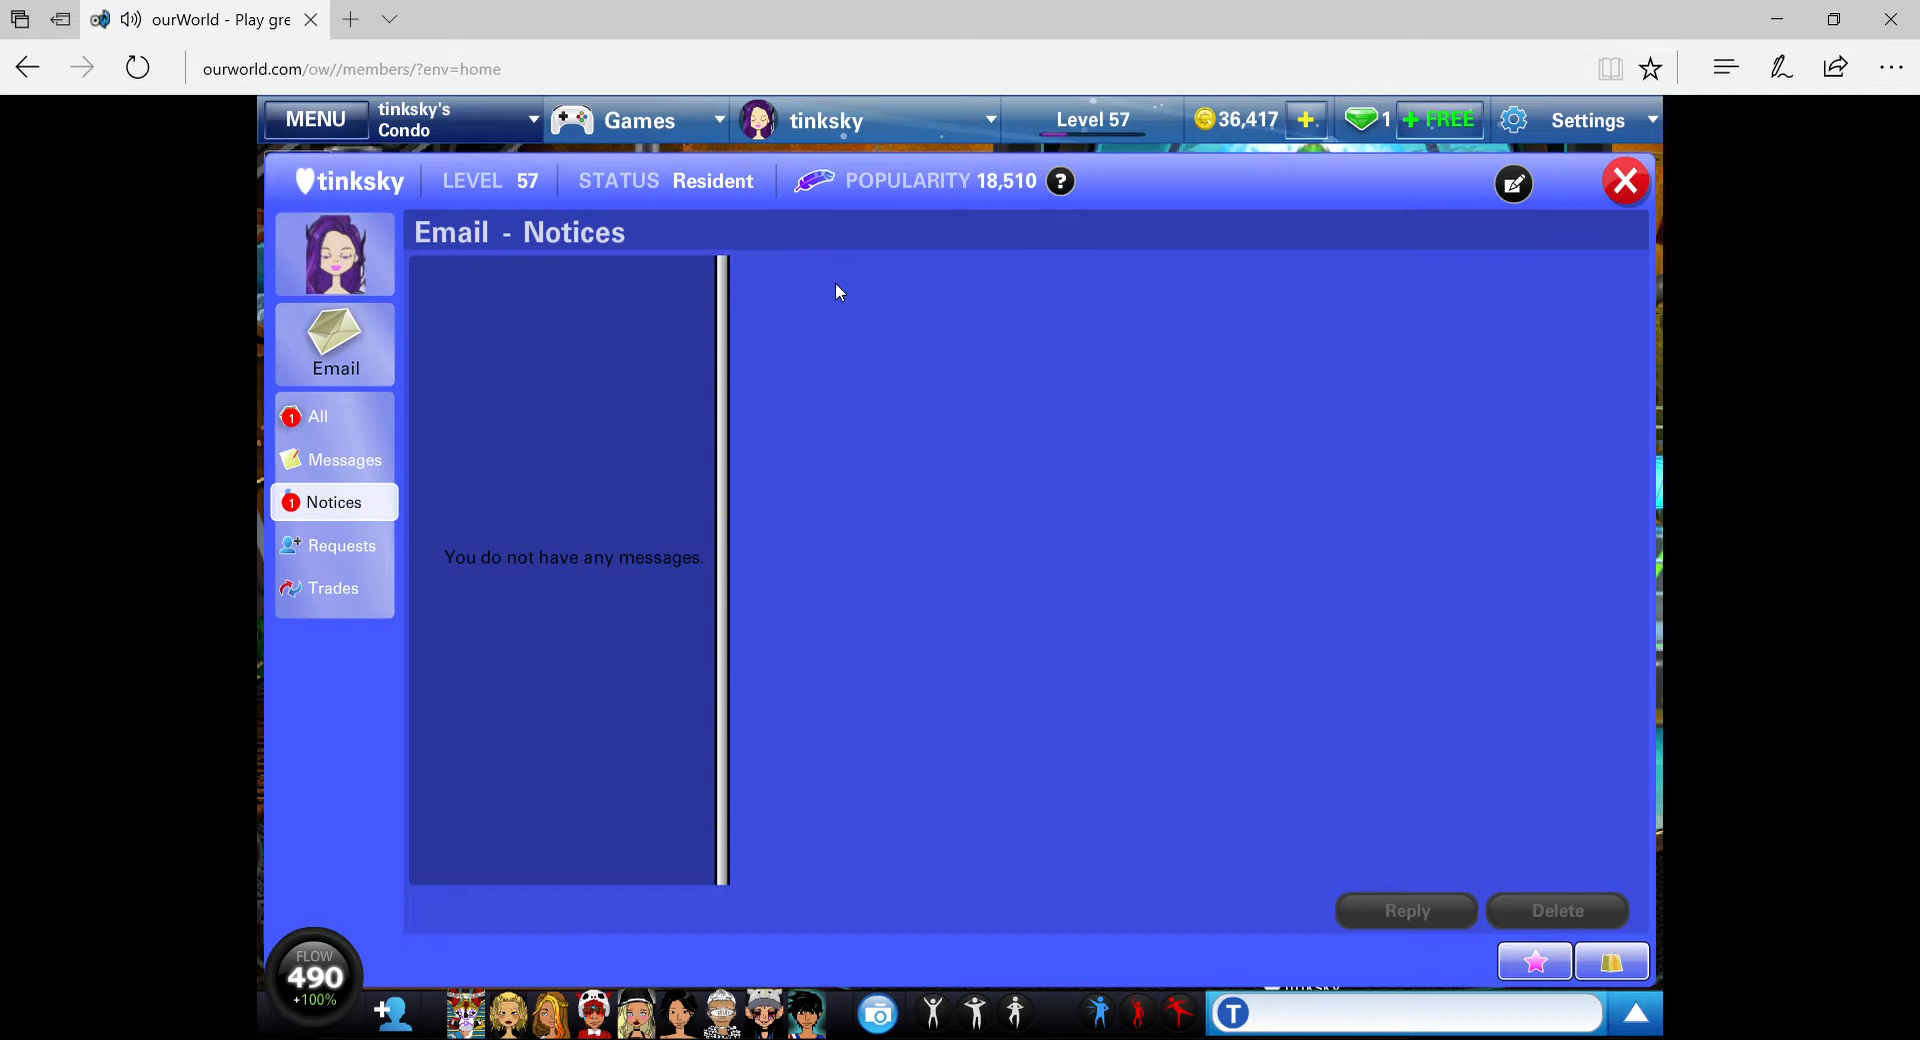 ourWorld - Play gre
ourworld.com/ow//members/?env=home
MENU
tinksky's
Condo
Games
tinksky
Level 57
36,417
+
1
+ FREE
Settings
tinksky
LEVEL 57
STATUS Resident
POPULARITY 18,510 ?
Email - Notices
Email
1 All
Messages
1 Notices
Requests
Trades
You do not have any messages.
Reply
Delete
FLOW
490
+100%
tinksky
T